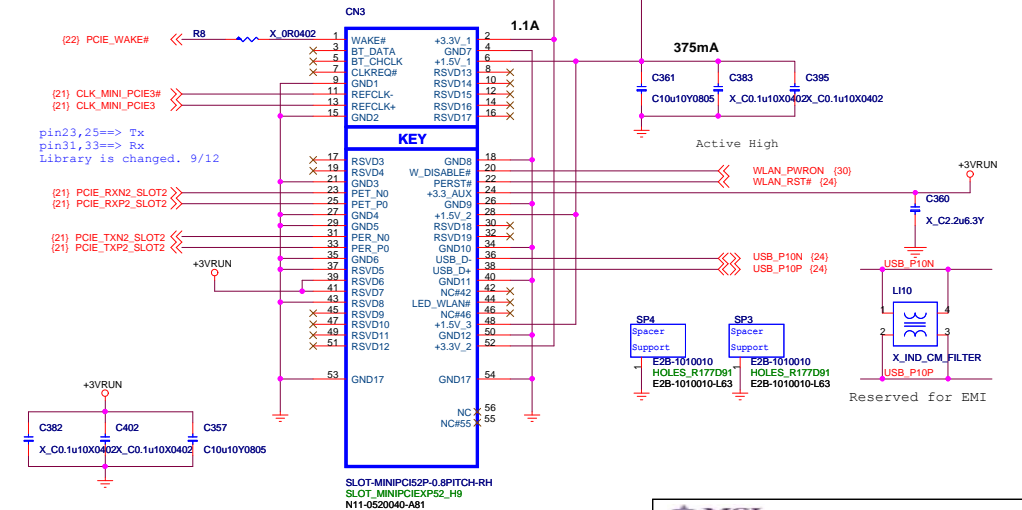 CN3
1.1A
{22} PCIE_WAKE#
R8
X_0R0402
1 WAKE# +3.3V_1 2
3 BT_DATA GND7 4
5 BT_CHCLK +1.5V_1 6
7 CLKREQ# RSVD13 8
9 GND1 RSVD14 10
11 REFCLK- RSVD15 12
13 REFCLK+ RSVD16 14
15 GND2 RSVD17 16
375mA
C361
C10u10Y0805
C383
X_C0.1u10X0402
C395
X_C0.1u10X0402
Active High
{21} CLK_MINI_PCIE3#
{21} CLK_MINI_PCIE3
pin23,25==> Tx
pin31,33==> Rx
Library is changed. 9/12
KEY
17 RSVD3 GND8 18
19 RSVD4 W_DISABLE# 20
21 GND3 PERST# 22
23 PET_N0 +3.3_AUX 24
25 PET_P0 GND9 26
27 GND4 +1.5V_2 28
29 GND5 RSVD18 30
31 PER_N0 RSVD19 32
33 PER_P0 GND10 34
35 GND6 USB_D- 36
37 RSVD5 USB_D+ 38
39 RSVD6 GND11 40
41 RSVD7 NC#42 42
43 RSVD8 LED_WLAN# 44
45 RSVD9 NC#46 46
47 RSVD10 +1.5V_3 48
49 RSVD11 GND12 50
51 RSVD12 +3.3V_2 52
53 GND17 GND17 54
NC 56
NC#55 55
{21} PCIE_RXN2_SLOT2
{21} PCIE_RXP2_SLOT2
{21} PCIE_TXN2_SLOT2
{21} PCIE_TXP2_SLOT2
+3VRUN
WLAN_PWRON {30}
WLAN_RST# {24}
+3VRUN
C360
X_C2.2u6.3Y
USB_P10N {24}
USB_P10P {24}
USB_P10N
LI10
1
4
2
3
X_IND_CM_FILTER
USB_P10P
Reserved for EMI
SP4
Spacer
Support
1
E2B-1010010
HOLES_R177D91
E2B-1010010-L63
SP3
Spacer
Support
1
E2B-1010010
HOLES_R177D91
E2B-1010010-L63
+3VRUN
C382
X_C0.1u10X0402
C402
X_C0.1u10X0402
C357
C10u10Y0805
SLOT-MINIPCI52P-0.8PITCH-RH
SLOT_MINIPCIEXP52_H9
N11-0520040-A81